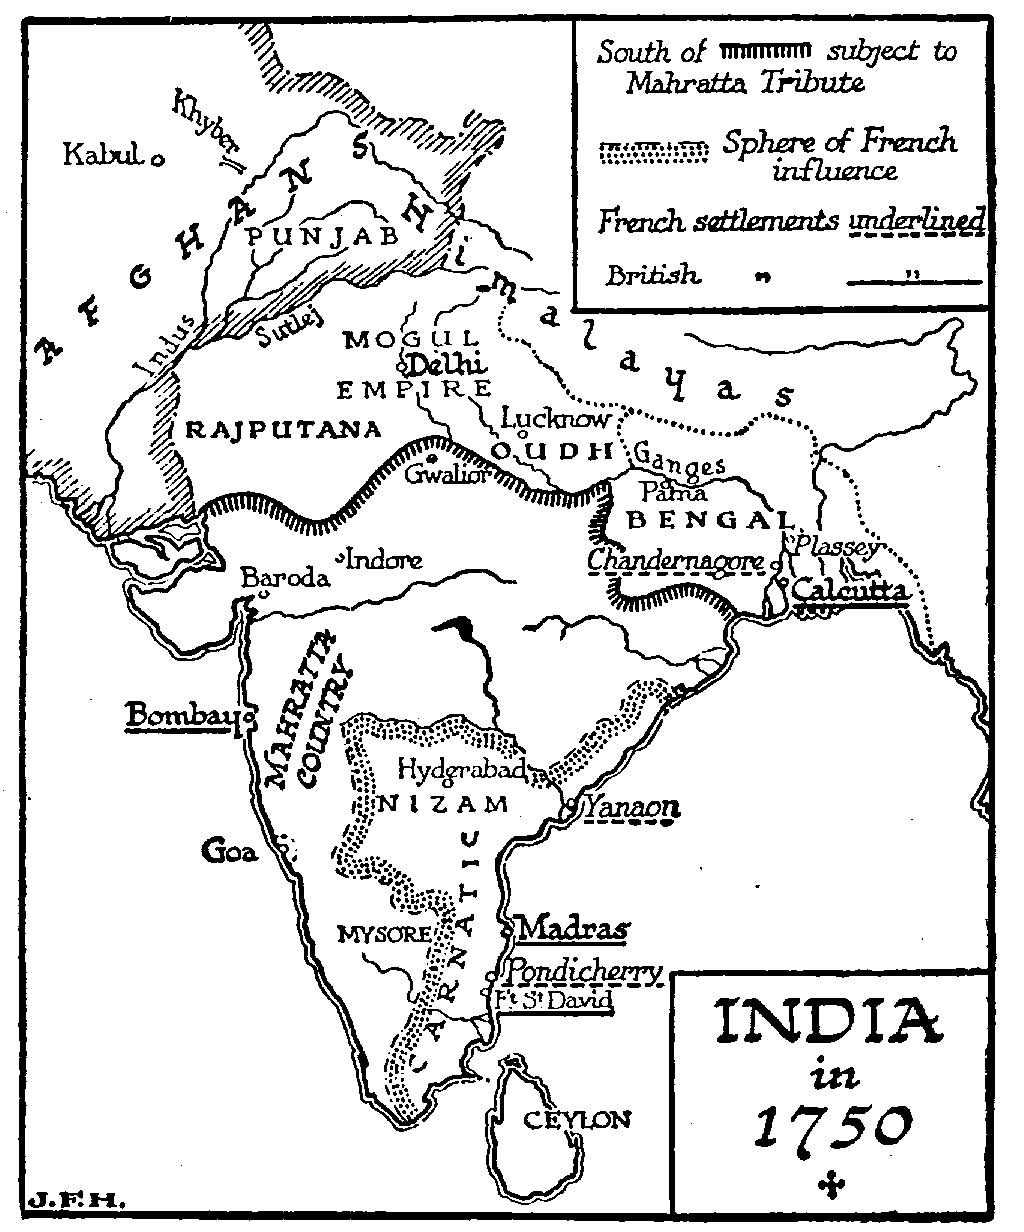 South of subject to
Mahratta Tribute
Sphere of French
influence
French settlements underlined
British " "
Khyber
Kabul
AFGHANISTAN
PUNJAB
Himalayas
Indus
Sutlej
MOGUL
Delhi
EMPIRE
RAJPUTANA
Lucknow
OUDH
Gwalior
Ganges
Patna
BENGAL
Plassey
Chandernagore
Calcutta
Indore
Baroda
MAHRATTA
COUNTRY
Bombay
Hyderabad
NIZAM
Yanaon
Goa
CARNATIC
MYSORE
Madras
Pondicherry
Ft. St. David
CEYLON
INDIA
in
1750
J.F.H.